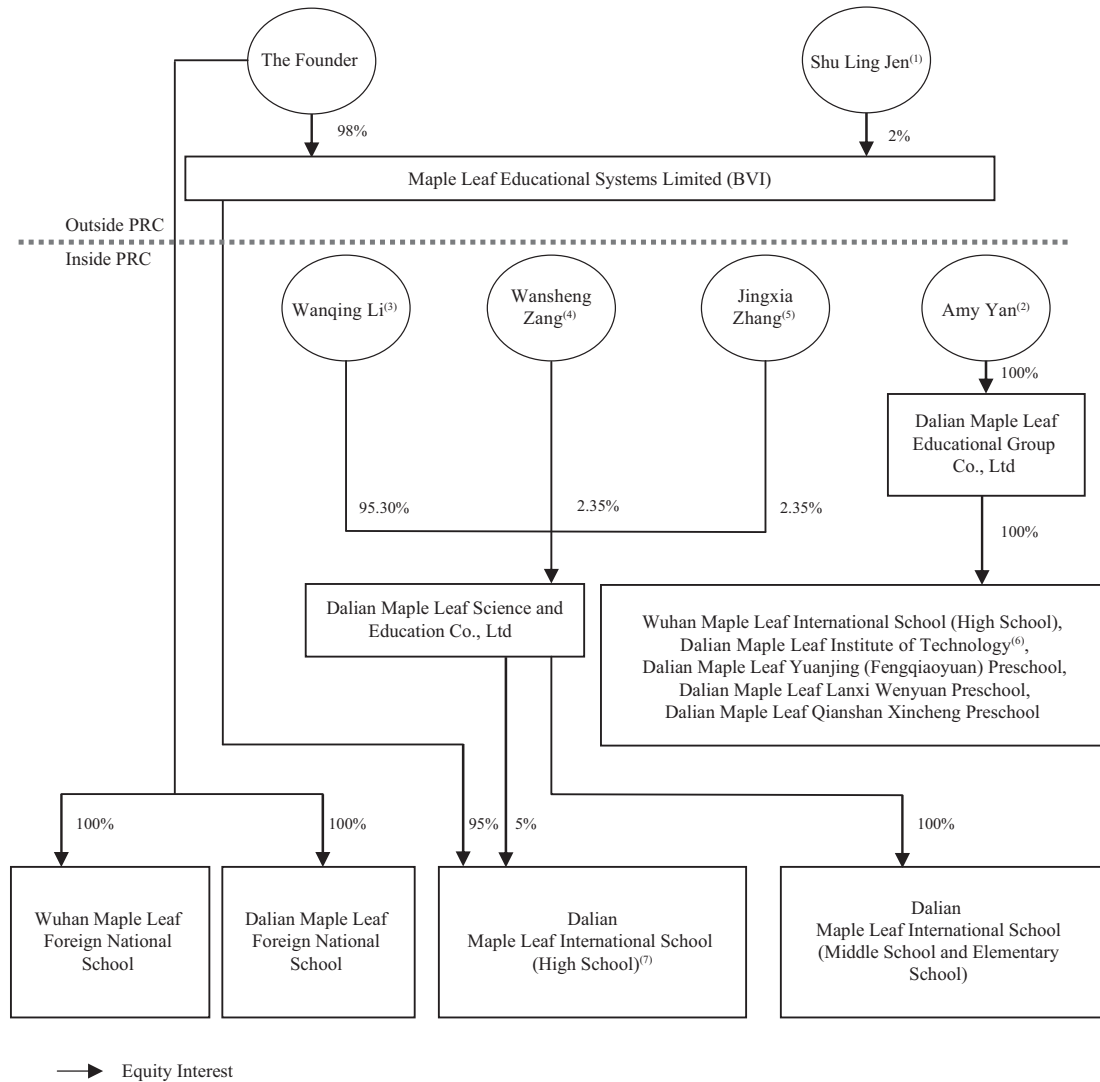 The Founder
Shu Ling Jen(1)
98%
2%
Maple Leaf Educational Systems Limited (BVI)
Outside PRC
Inside PRC
Wanqing Li(3)
Wansheng
Zang(4)
Jingxia
Zhang(5)
Amy Yan(2)
100%
Dalian Maple Leaf
Educational Group
Co., Ltd
95.30%
2.35%
2.35%
100%
Dalian Maple Leaf Science and
Education Co., Ltd
Wuhan Maple Leaf International School (High School),
Dalian Maple Leaf Institute of Technology(6),
Dalian Maple Leaf Yuanjing (Fengqiaoyuan) Preschool,
Dalian Maple Leaf Lanxi Wenyuan Preschool,
Dalian Maple Leaf Qianshan Xincheng Preschool
100%
100%
95%
5%
100%
Wuhan Maple Leaf
Foreign National
School
Dalian Maple Leaf
Foreign National
School
Dalian
Maple Leaf International School
(High School)(7)
Dalian
Maple Leaf International School
(Middle School and Elementary
School)
Equity Interest